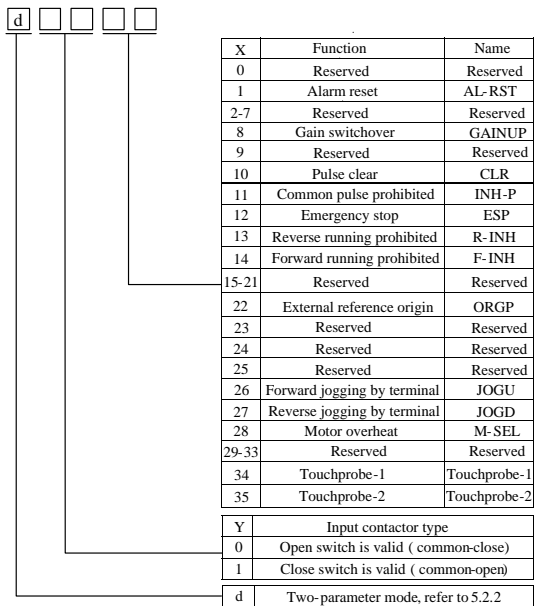 d
X Function Name
0 Reserved Reserved
1 Alarm reset AL-RST
2-7 Reserved Reserved
8 Gain switchover GAINUP
9 Reserved Reserved
10 Pulse clear CLR
11 Common pulse prohibited INH-P
12 Emergency stop ESP
13 Reverse running prohibited R-INH
14 Forward running prohibited F-INH
15-21 Reserved Reserved
22 External reference origin ORGP
23 Reserved Reserved
24 Reserved Reserved
25 Reserved Reserved
26 Forward jogging by terminal JOGU
27 Reverse jogging by terminal JOGD
28 Motor overheat M-SEL
29-33 Reserved Reserved
34 Touchprobe-1 Touchprobe-1
35 Touchprobe-2 Touchprobe-2
Y Input contactor type
0 Open switch is valid ( common-close)
1 Close switch is valid ( common-open)
d Two-parameter mode, refer to 5.2.2